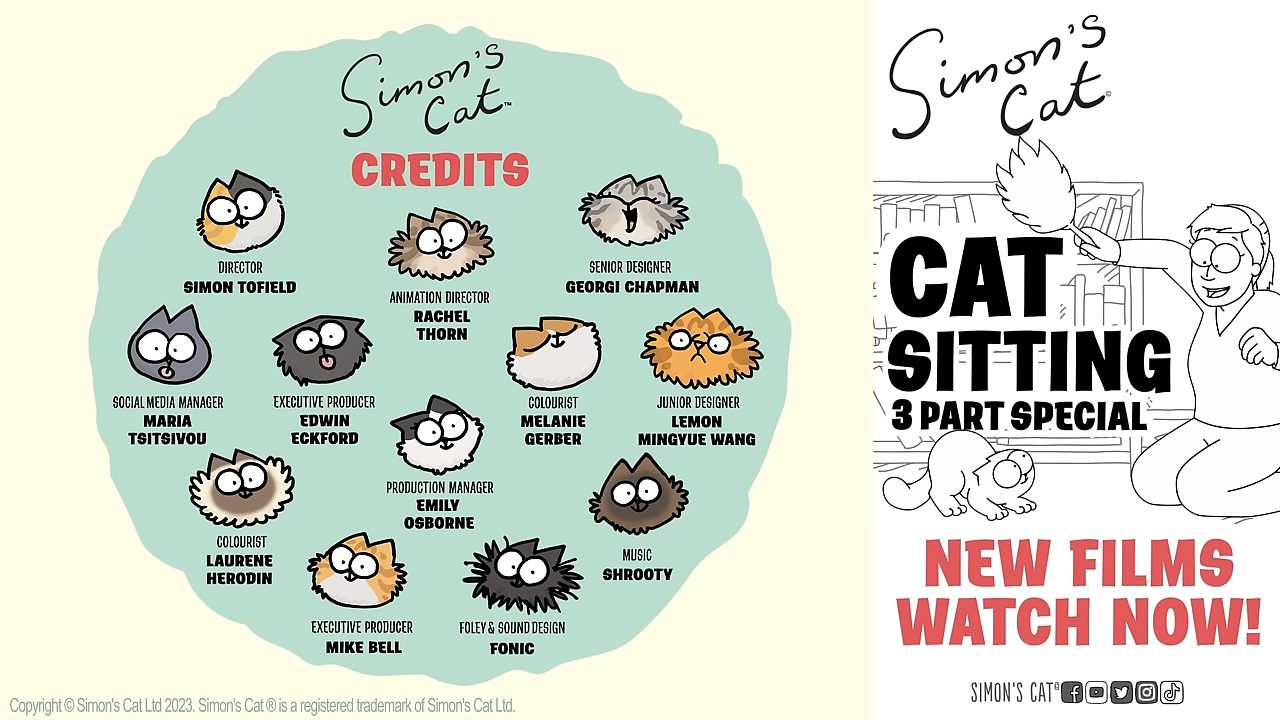 Simon's
Cat™
CREDITS
DIRECTOR
SIMON TOFIELD
ANIMATION DIRECTOR
RACHEL
THORN
SENIOR DESIGNER
GEORGI CHAPMAN
SOCIAL MEDIA MANAGER
MARIA
TSITSIVOU
EXECUTIVE PRODUCER
EDWIN
ECKFORD
COLOURIST
MELANIE
GERBER
JUNIOR DESIGNER
LEMON
MINGYUE WANG
PRODUCTION MANAGER
EMILY
OSBORNE
COLOURIST
LAURENE
HERODIN
MUSIC
SHROOTY
EXECUTIVE PRODUCER
MIKE BELL
FOLEY & SOUND DESIGN
FONIC
Copyright © Simon's Cat Ltd 2023. Simon's Cat ® is a registered trademark of Simon's Cat Ltd.
Simon's
Cat©
CAT
SITTING
3 PART SPECIAL
NEW FILMS
WATCH NOW!
SIMON'S CAT©